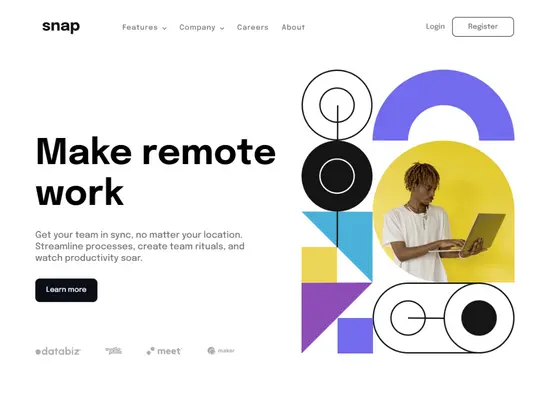 snap
Features
Company
Careers
About
Login
Register
Make remote
work
Get your team in sync, no matter your location.
Streamline processes, create team rituals, and
watch productivity soar.
Learn more
databiz
meet
maker